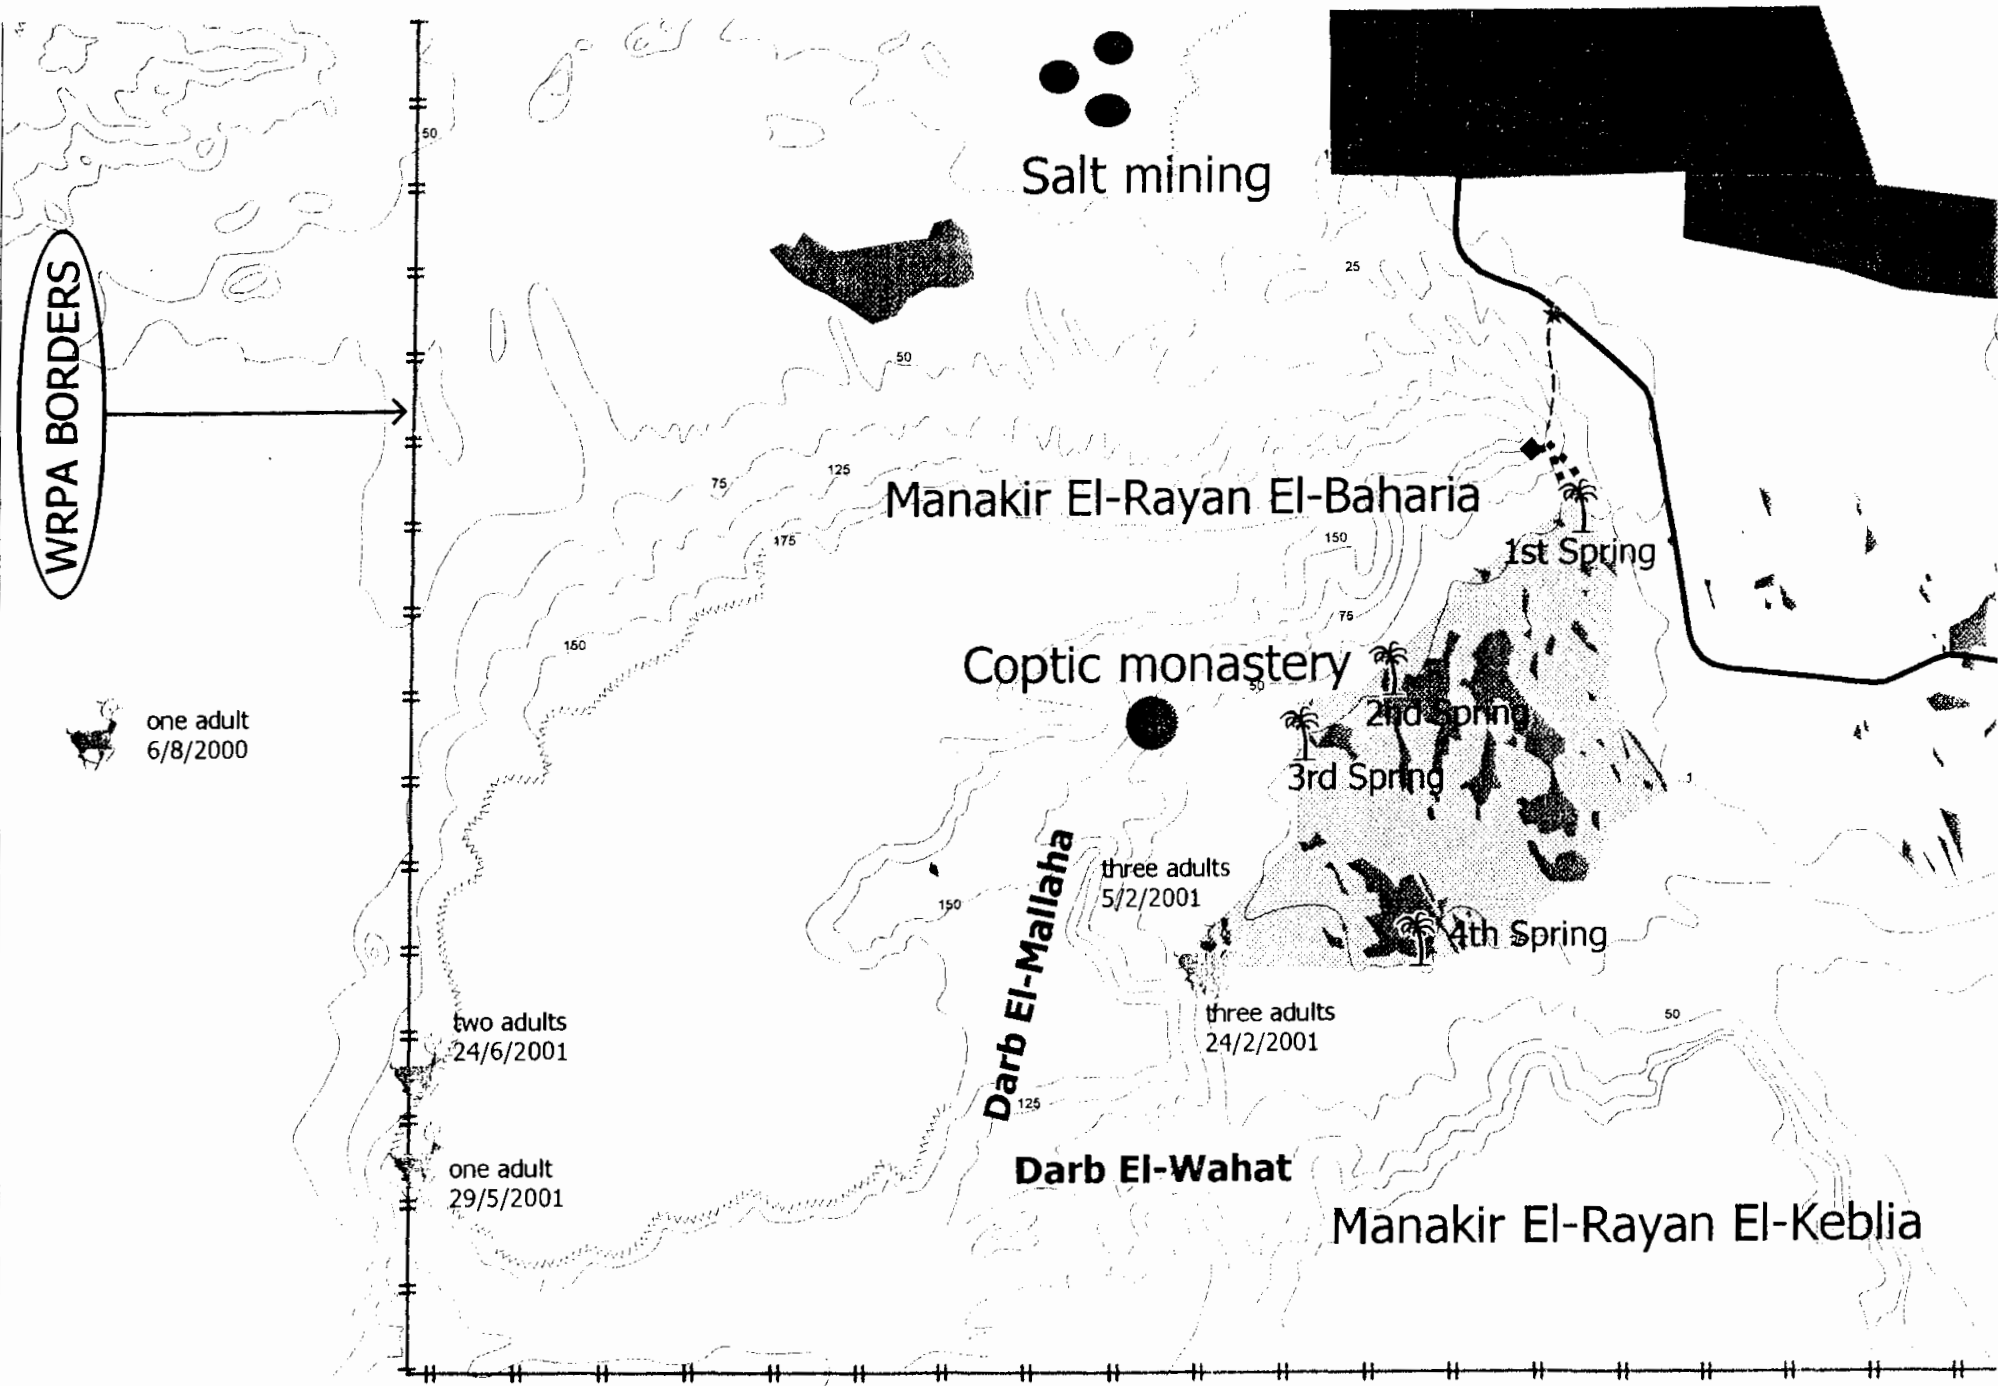 50
Salt mining
25
WRPA BORDERS
50
75
125
Manakir El-Rayan El-Baharia
175
150
1st Spring
75
150
Coptic monastery
50
2nd Spring
one adult
6/8/2000
3rd Spring
1
Darb El-Mallaha
three adults
5/2/2001
150
4th Spring
two adults
24/6/2001
three adults
24/2/2001
50
125
one adult
29/5/2001
Darb El-Wahat
Manakir El-Rayan El-Keblia